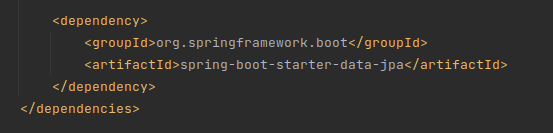 <dependency>
<groupId>org.springframework.boot</groupId>
<artifactId>spring-boot-starter-data-jpa</artifactId>
</dependency>
</dependencies>